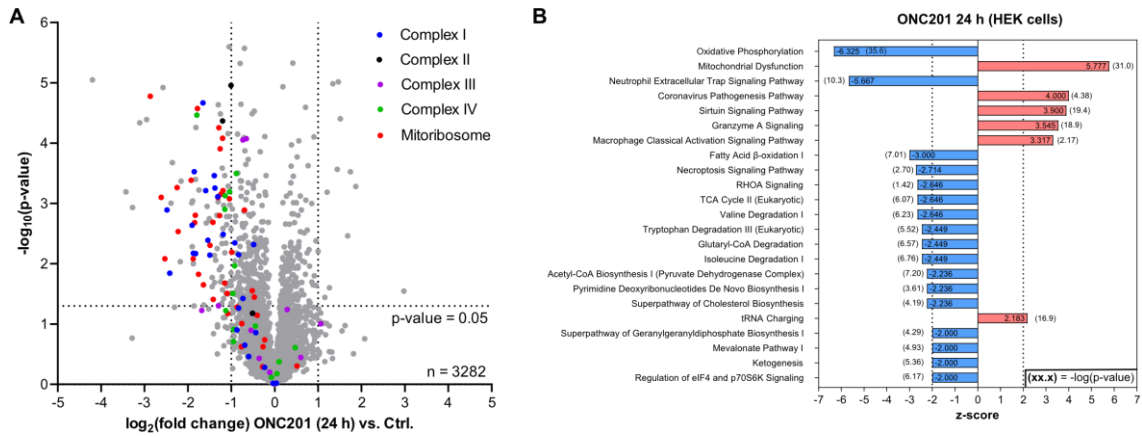 A
6
5
4
3
2
1
0
-log10(p-value)
-5
-4
-3
-2
-1
0
1
2
3
4
5
log2(fold change) ONC201 (24 h) vs. Ctrl.
Complex I
Complex II
Complex III
Complex IV
Mitoribosome
p-value = 0.05
n = 3282
B
ONC201 24 h (HEK cells)
Oxidative Phosphorylation -6.325 (35.6)
Mitochondrial Dysfunction 5.777 (31.0)
Neutrophil Extracellular Trap Signaling Pathway (10.3) -5.667
Coronavirus Pathogenesis Pathway 4.000 (4.38)
Sirtuin Signaling Pathway 3.900 (19.4)
Granzyme A Signaling 3.545 (18.9)
Macrophage Classical Activation Signaling Pathway 3.317 (2.17)
Fatty Acid β-oxidation I (7.01) -3.000
Necroptosis Signaling Pathway (2.70) -2.714
RHOA Signaling (1.42) -2.646
TCA Cycle II (Eukaryotic) (6.07) -2.646
Valine Degradation I (6.23) -2.646
Tryptophan Degradation III (Eukaryotic) (5.52) -2.449
Glutaryl-CoA Degradation (6.57) -2.449
Isoleucine Degradation I (6.76) -2.449
Acetyl-CoA Biosynthesis I (Pyruvate Dehydrogenase Complex) (7.20) -2.236
Pyrimidine Deoxyribonucleotides De Novo Biosynthesis I (3.61) -2.236
Superpathway of Cholesterol Biosynthesis (4.19) -2.236
tRNA Charging 2.183 (16.9)
Superpathway of Geranylgeranyldiphosphate Biosynthesis I (4.29) -2.000
Mevalonate Pathway I (4.93) -2.000
Ketogenesis (5.36) -2.000
Regulation of eIF4 and p70S6K Signaling (6.17) -2.000
(xx.x) = -log(p-value)
-7 -6 -5 -4 -3 -2 -1 0 1 2 3 4 5 6 7
z-score